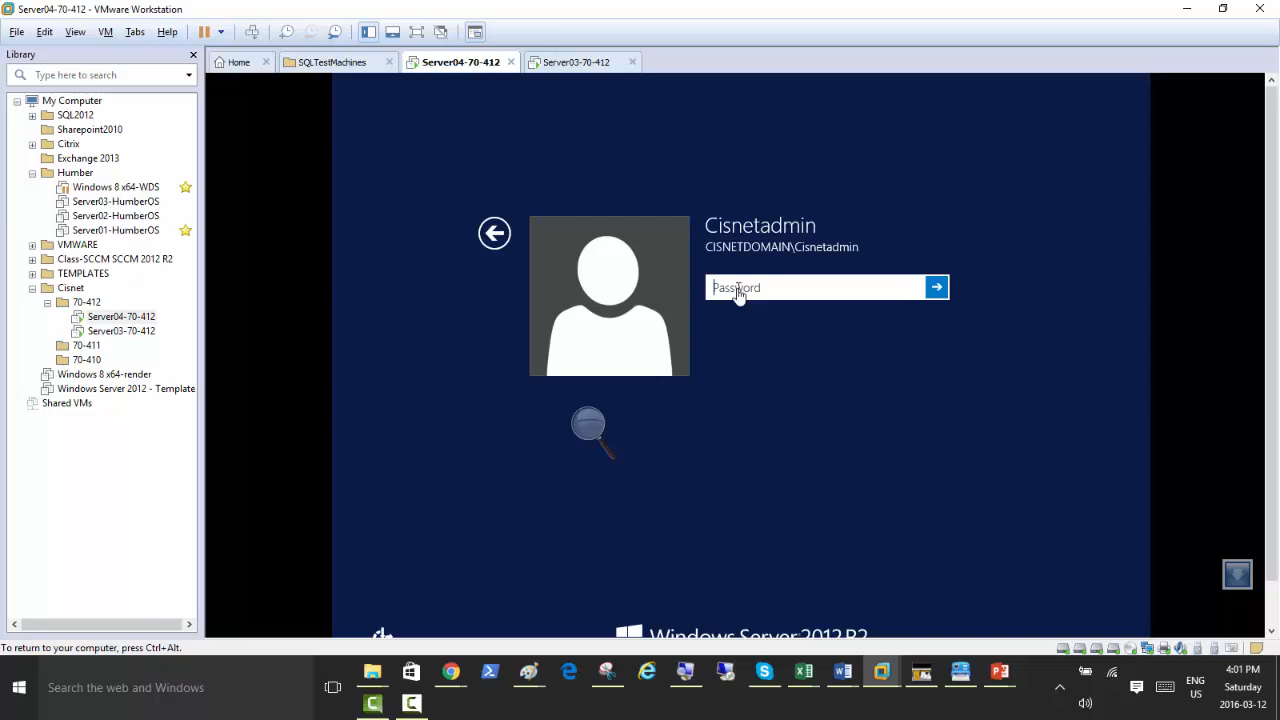 Server04-70-412 - VMware Workstation
File Edit View VM Tabs Help
Library
Type here to search
My Computer
SQL2012
Sharepoint2010
Citrix
Exchange 2013
Humber
Windows 8 x64-WDS
Server03-HumberOS
Server02-HumberOS
Server01-HumberOS
VMWARE
Class-SCCM SCCM 2012 R2
TEMPLATES
Cisnet
70-412
Server04-70-412
Server03-70-412
70-411
70-410
Windows 8 x64-render
Windows Server 2012 - Template
Shared VMs
Home SQLTestMachines Server04-70-412 Server03-70-412
Cisnetadmin
CISNETDOMAIN\Cisnetadmin
Password
Windows Server 2012 R2
To return to your computer, press Ctrl+Alt.
Search the web and Windows
ENG
US
4:01 PM
Saturday
2016-03-12